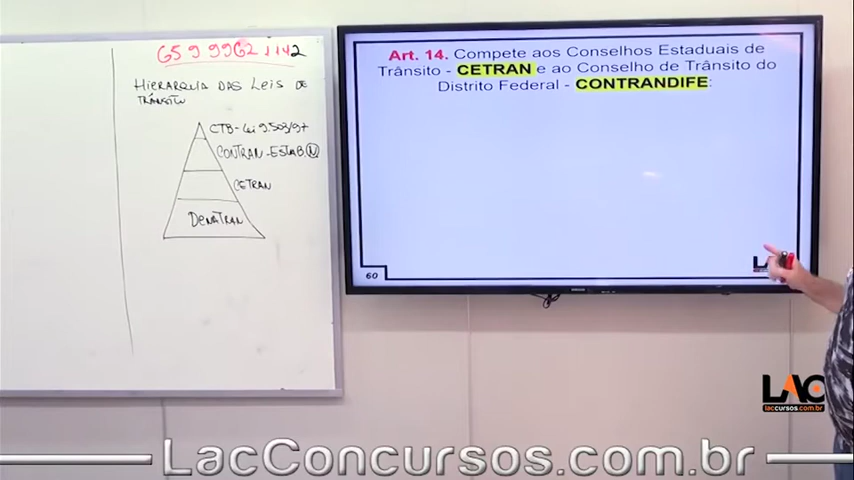 65 9 9962 1142
HIERARQUIA DAS LEIS DE
TRÂNSITO
CTB - Lei 9.503/97
CONTRAN - ESTAB. N
CETRAN
DENATRAN
Art. 14. Compete aos Conselhos Estaduais de
Trânsito - CETRAN e ao Conselho de Trânsito do
Distrito Federal - CONTRANDIFE:
60
LAC
laccursos.com.br
LacConcursos.com.br